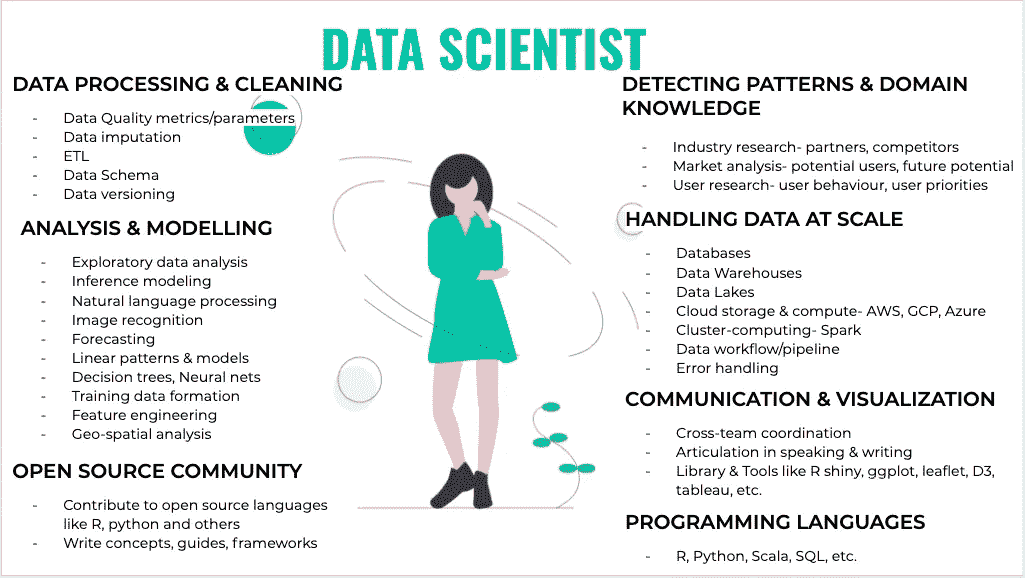 DATA SCIENTIST
DATA PROCESSING & CLEANING
- Data Quality metrics/parameters
- Data imputation
- ETL
- Data Schema
- Data versioning
ANALYSIS & MODELLING
- Exploratory data analysis
- Inference modeling
- Natural language processing
- Image recognition
- Forecasting
- Linear patterns & models
- Decision trees, Neural nets
- Training data formation
- Feature engineering
- Geo-spatial analysis
OPEN SOURCE COMMUNITY
- Contribute to open source languages
like R, python and others
- Write concepts, guides, frameworks
DETECTING PATTERNS & DOMAIN
KNOWLEDGE
- Industry research- partners, competitors
- Market analysis- potential users, future potential
- User research- user behaviour, user priorities
HANDLING DATA AT SCALE
- Databases
- Data Warehouses
- Data Lakes
- Cloud storage & compute- AWS, GCP, Azure
- Cluster-computing- Spark
- Data workflow/pipeline
- Error handling
COMMUNICATION & VISUALIZATION
- Cross-team coordination
- Articulation in speaking & writing
- Library & Tools like R shiny, ggplot, leaflet, D3,
tableau, etc.
PROGRAMMING LANGUAGES
- R, Python, Scala, SQL, etc.